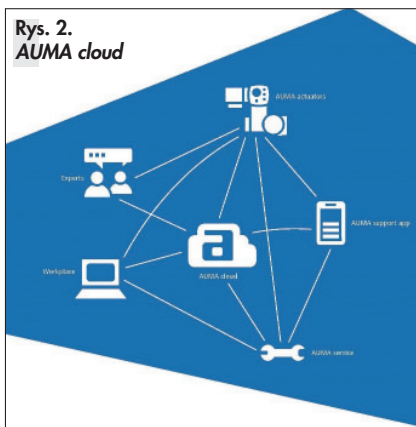 Rys. 2.
AUMA cloud
AUMA actuators
Experts
AUMA support app
a
Workplace
AUMA cloud
AUMA service